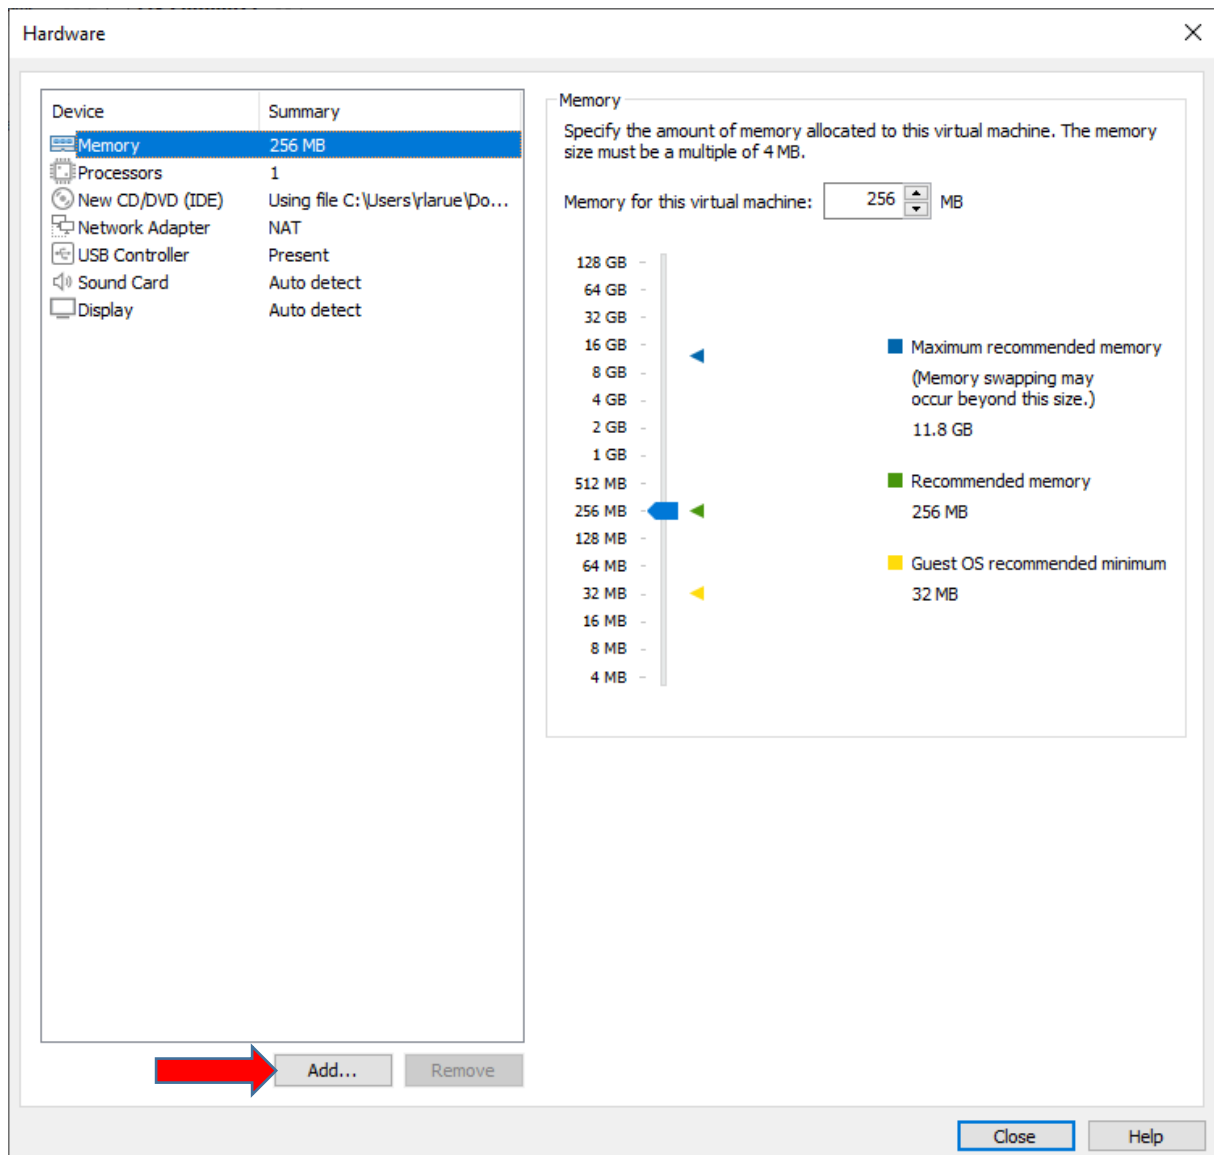 Hardware
Device Summary
Memory 256 MB
Processors 1
New CD/DVD (IDE) Using file C:\Users\rlarue\Do...
Network Adapter NAT
USB Controller Present
Sound Card Auto detect
Display Auto detect
Add...
Remove
Memory
Specify the amount of memory allocated to this virtual machine. The memory
size must be a multiple of 4 MB.
Memory for this virtual machine: 256 MB
128 GB
64 GB
32 GB
16 GB
8 GB
4 GB
2 GB
1 GB
512 MB
256 MB
128 MB
64 MB
32 MB
16 MB
8 MB
4 MB
Maximum recommended memory
(Memory swapping may
occur beyond this size.)
11.8 GB
Recommended memory
256 MB
Guest OS recommended minimum
32 MB
Close
Help